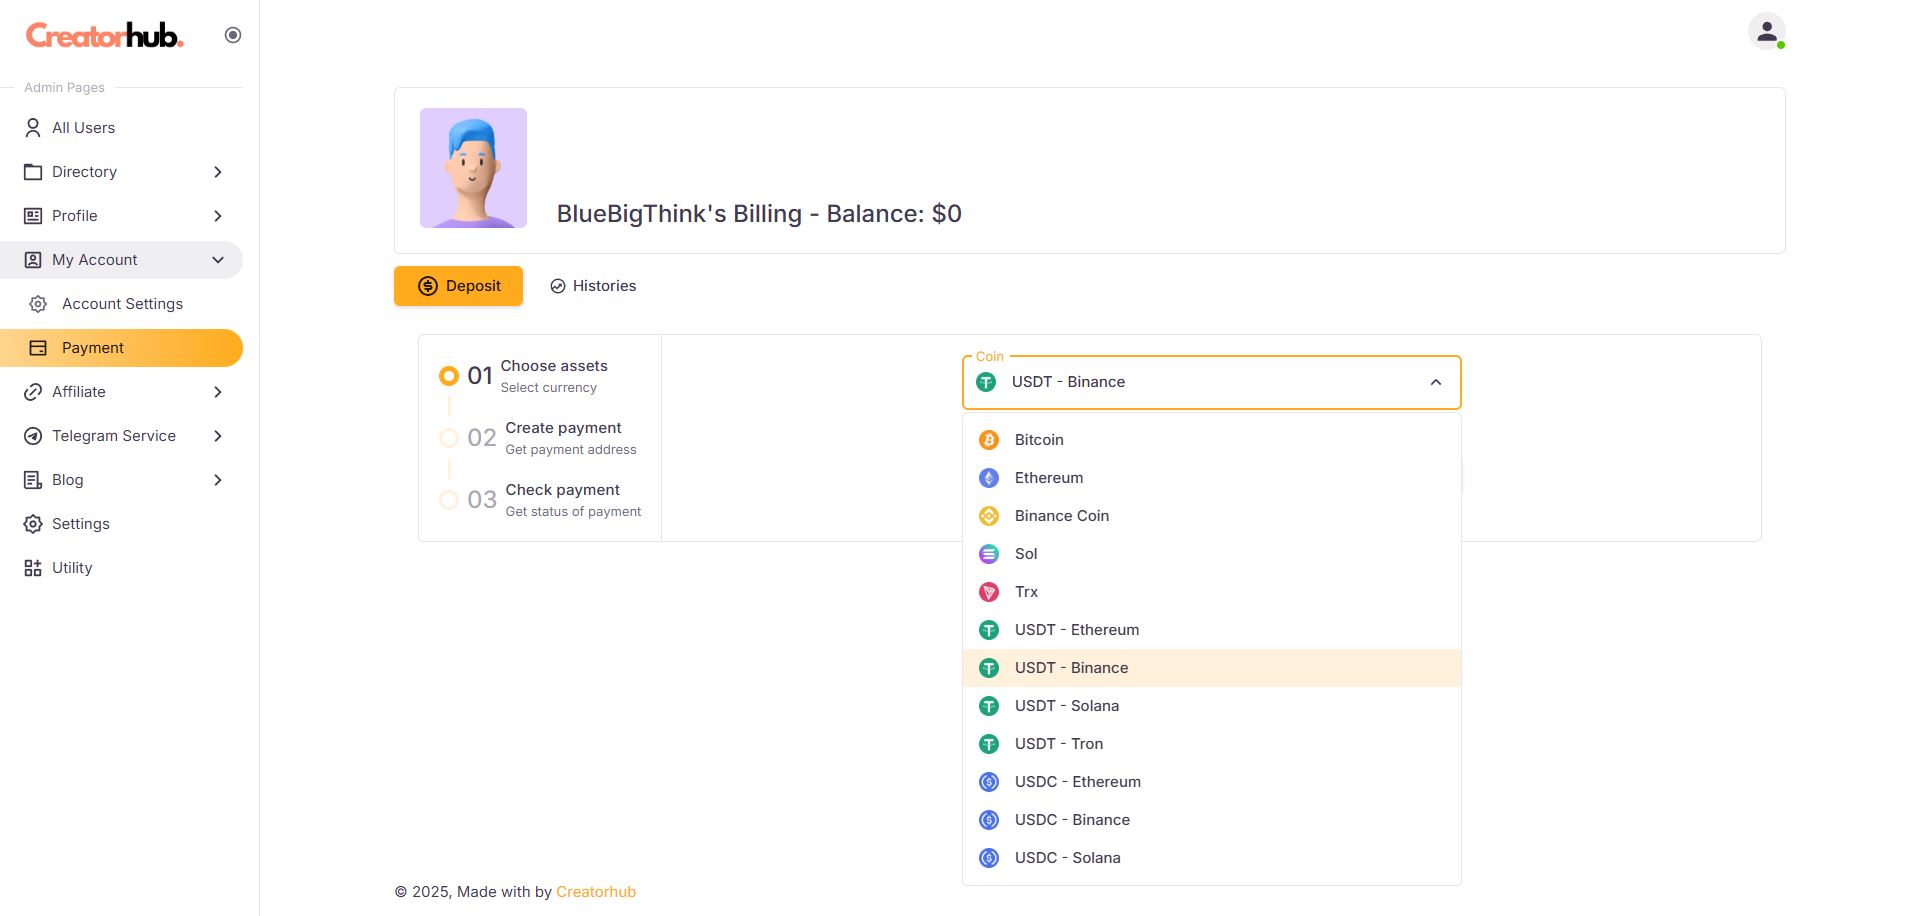 Creatorhub.
Admin Pages
All Users
Directory
Profile
My Account
Account Settings
Payment
Affiliate
Telegram Service
Blog
Settings
Utility
BlueBigThink's Billing - Balance: $0
Deposit
Histories
01 Choose assets
Select currency
02 Create payment
Get payment address
03 Check payment
Get status of payment
Coin
USDT - Binance
Bitcoin
Ethereum
Binance Coin
Sol
Trx
USDT - Ethereum
USDT - Binance
USDT - Solana
USDT - Tron
USDC - Ethereum
USDC - Binance
USDC - Solana
© 2025, Made with by Creatorhub